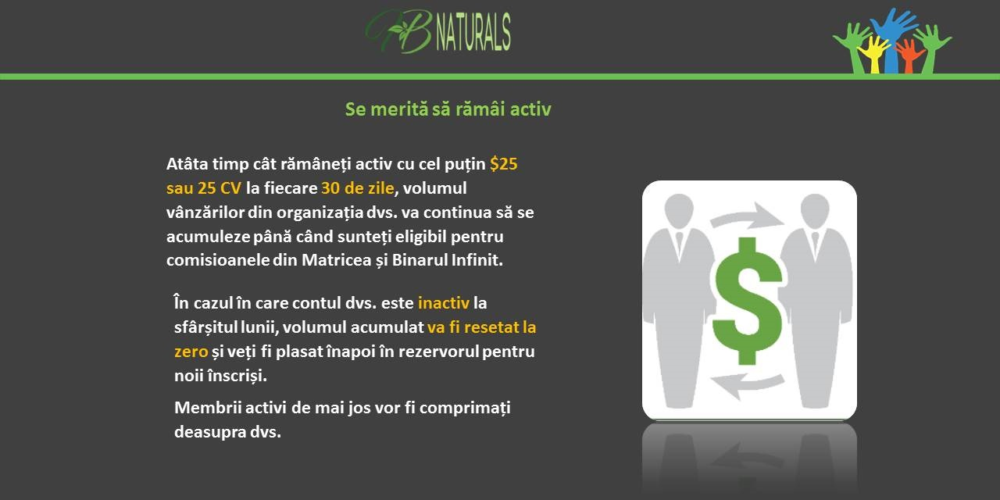 HB NATURALS
Se merită să rămâi activ
Atâta timp cât rămâneți activ cu cel puțin $25
sau 25 CV la fiecare 30 de zile, volumul
vânzărilor din organizația dvs. va continua să se
acumuleze până când sunteți eligibil pentru
comisioanele din Matricea și Binarul Infinit.
În cazul în care contul dvs. este inactiv la
sfârșitul lunii, volumul acumulat va fi resetat la
zero și veți fi plasat înapoi în rezervorul pentru
noii înscriși.
Membrii activi de mai jos vor fi comprimați
deasupra dvs.
$